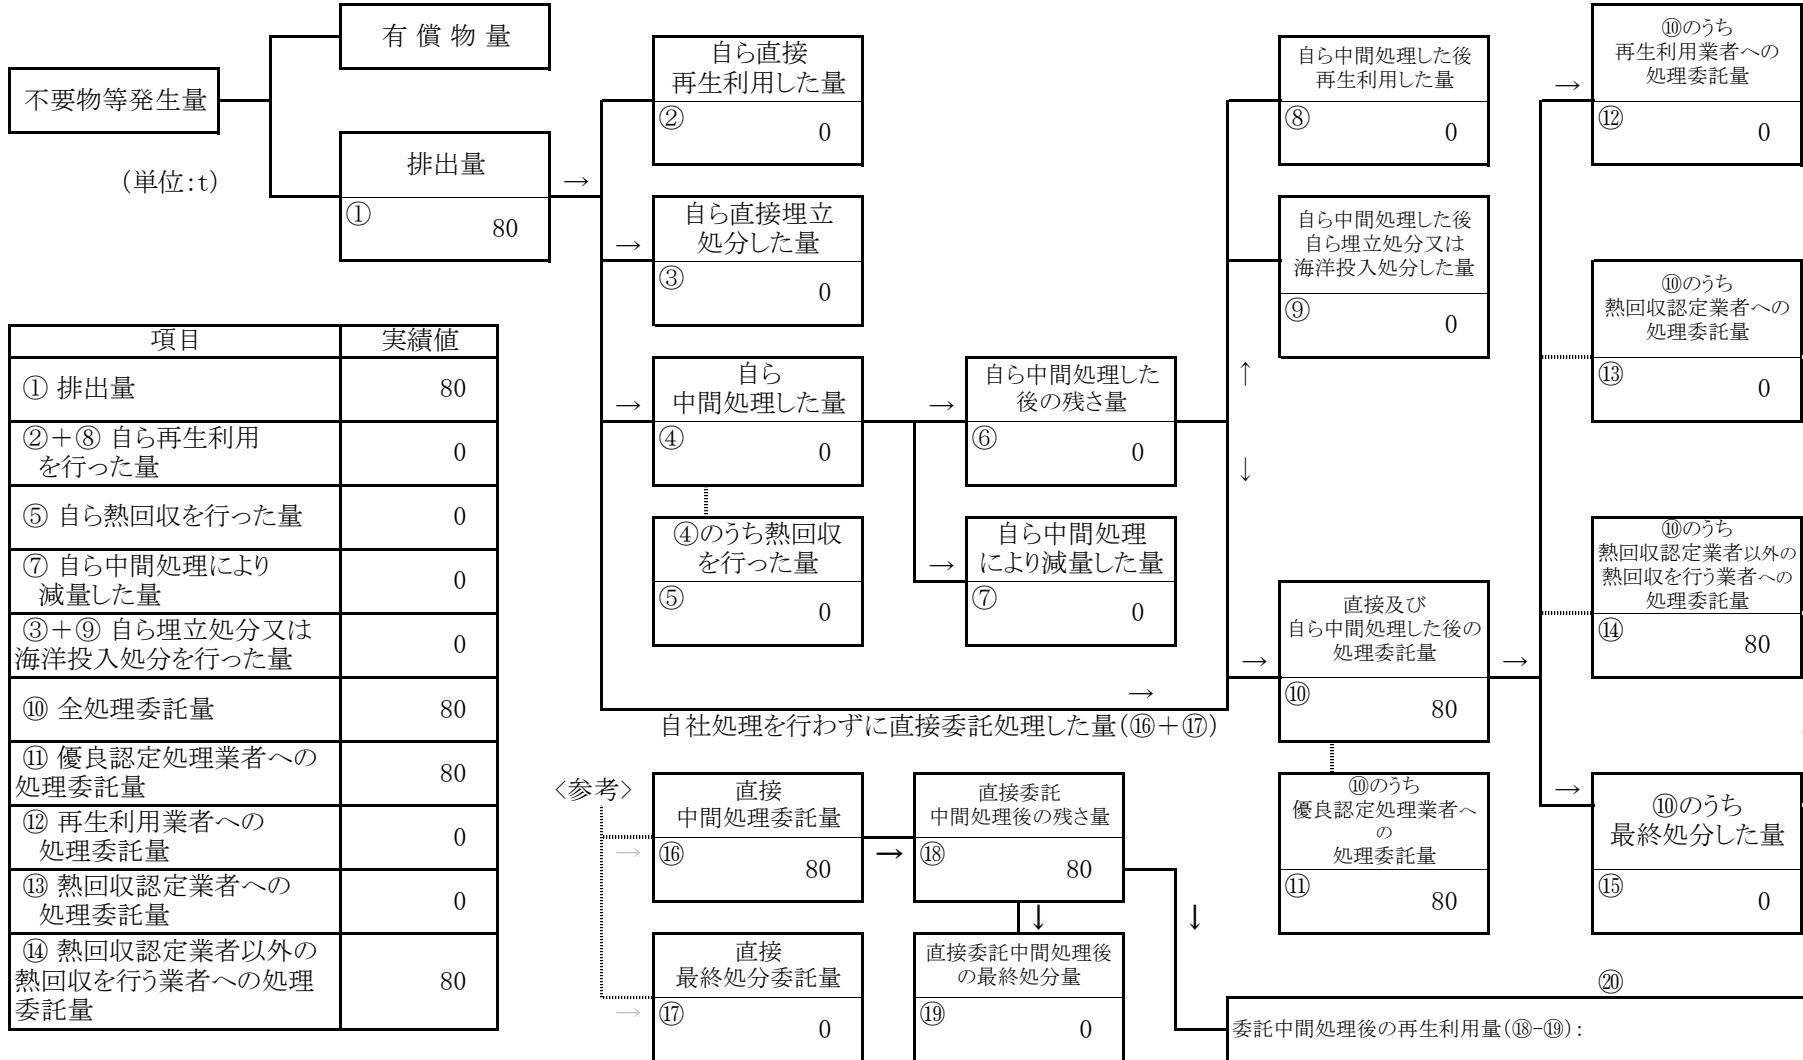 有 償 物 量
不要物等発生量
（単位：t）
排出量
→
①
80
自ら直接
再生利用した量
②
0
→
自ら直接埋立
処分した量
③
0
→
自ら
中間処理した量
④
0
④のうち熱回収
を行った量
⑤
0
→
自ら中間処理した
後の残さ量
⑥
0
→
自ら中間処理
により減量した量
⑦
0
→
自社処理を行わずに直接委託処理した量（⑯＋⑰）
自ら中間処理した後
再生利用した量
⑧
0
自ら中間処理した後
自ら埋立処分又は
海洋投入処分した量
⑨
0
↑
↓
→
直接及び
自ら中間処理した後の
処理委託量
⑩
80
⑩のうち
優良認定処理業者へ
の
処理委託量
⑪
80
→
→
⑩のうち
再生利用業者への
処理委託量
⑫
0
⑩のうち
熱回収認定業者への
処理委託量
⑬
0
⑩のうち
熱回収認定業者以外の
熱回収を行う業者への
処理委託量
⑭
80
→
⑩のうち
最終処分した量
⑮
0
項目 実績値
① 排出量 80
②＋⑧ 自ら再生利用
を行った量 0
⑤ 自ら熱回収を行った量 0
⑦ 自ら中間処理により
減量した量 0
③＋⑨ 自ら埋立処分又は
海洋投入処分を行った量 0
⑩ 全処理委託量 80
⑪ 優良認定処理業者への
処理委託量 80
⑫ 再生利用業者への
処理委託量 0
⑬ 熱回収認定業者への
処理委託量 0
⑭ 熱回収認定業者以外の
熱回収を行う業者への処理
委託量 80
＜参考＞
→
直接
中間処理委託量
⑯
80
→
直接
最終処分委託量
⑰
0
→
直接委託
中間処理後の残さ量
⑱
80
↓
直接委託中間処理後
の最終処分量
⑲
0
↓
⑳
委託中間処理後の再生利用量（⑱-⑲）：